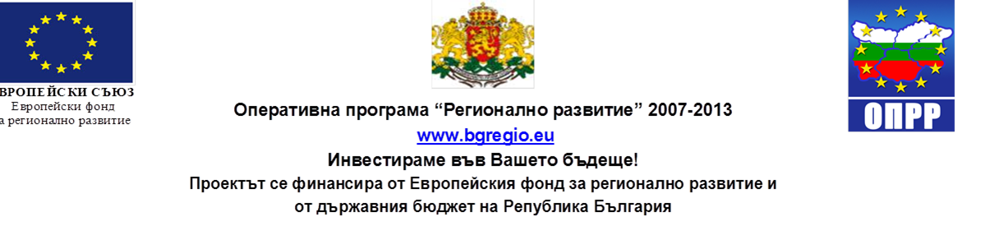 ВРОПЕЙСКИ СЪЮЗ
Европейски фонд
а регионално развитие
Оперативна програма “Регионално развитие” 2007-2013
www.bgregio.eu
Инвестираме във Вашето бъдеще!
Проектът се финансира от Европейския фонд за регионално развитие и
от държавния бюджет на Република България
ОПРР